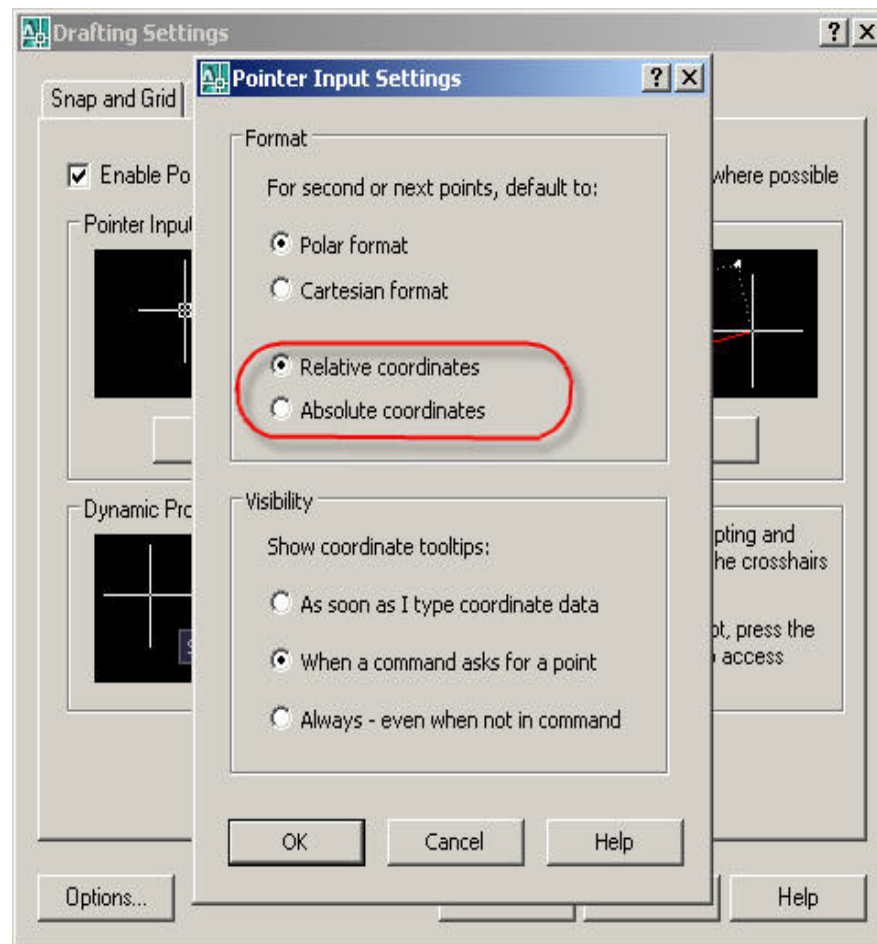 Drafting Settings
Pointer Input Settings
Snap and Grid
Format
Enable Po
where possible
For second or next points, default to:
Pointer Input
Polar format
Cartesian format
Relative coordinates
Absolute coordinates
Visibility
Dynamic Pro
Show coordinate tooltips:
pting and
he crosshairs
As soon as I type coordinate data
ot, press the
When a command asks for a point
access
Always - even when not in command
OK Cancel Help
Options... Help